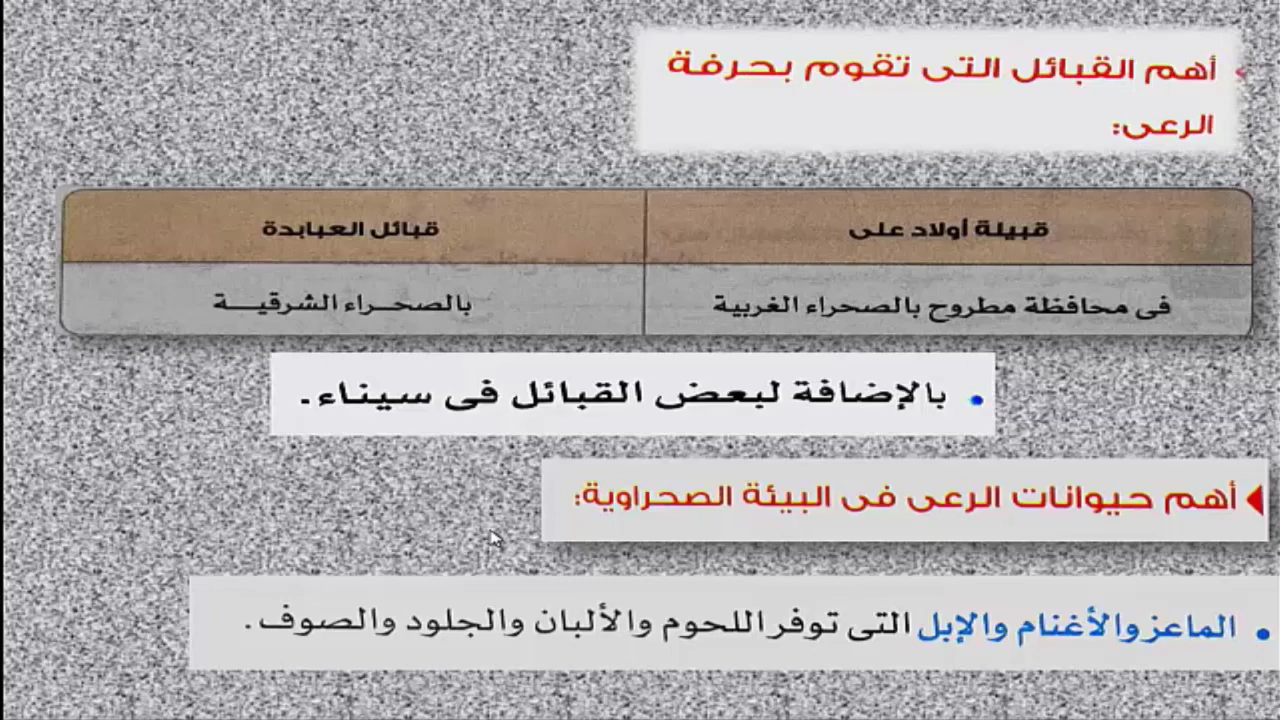 أهم القبائل التى تقوم بحرفة
الرعى:
قبيلة أولاد على
قبائل العبابدة
فى محافظة مطروح بالصحراء الغربية
بالصحراء الشرقية
• بالإضافة لبعض القبائل فى سيناء.
أهم حيوانات الرعى فى البيئة الصحراوية:
• الماعز والأغنام والإبل التى توفر اللحوم والألبان والجلود والصوف.